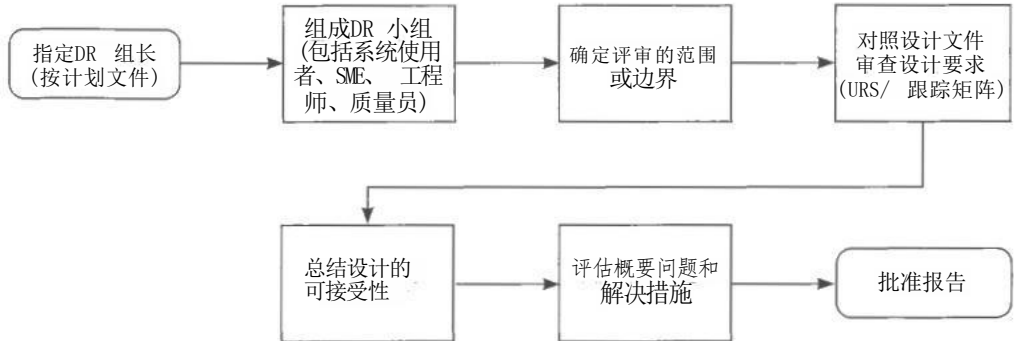 指定DR 组长
(按计划文件)
组成DR 小组
(包括系统使用
者、SME、 工程
师、质量员)
确定评审的范围
或边界
对照设计文件
审查设计要求
(URS/ 跟踪矩阵)
总结设计的
可接受性
评估概要问题和
解决措施
批准报告